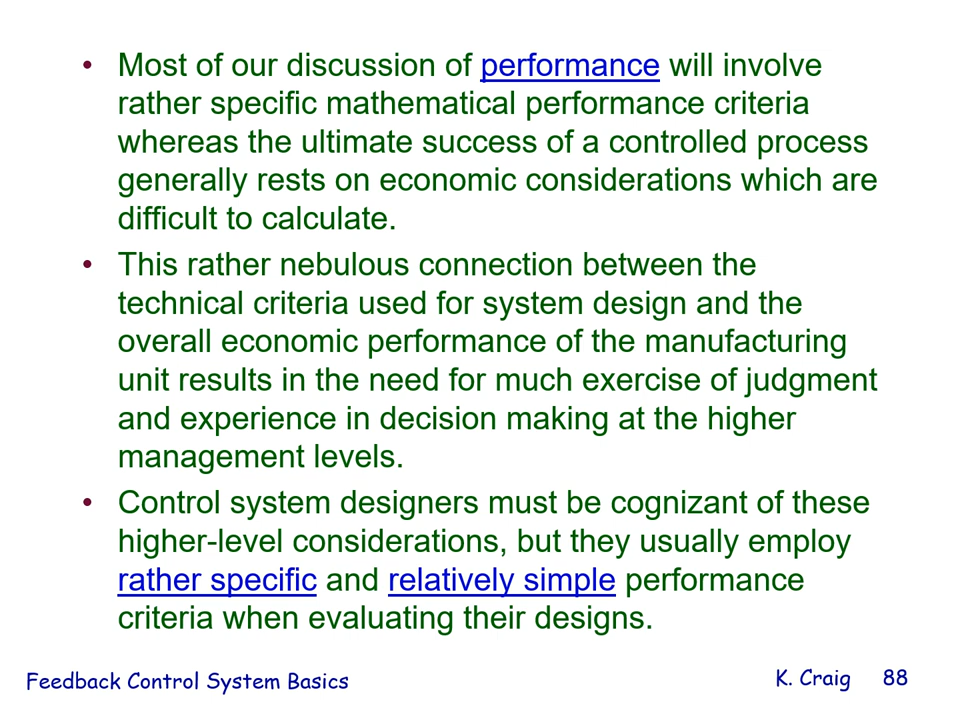 • Most of our discussion of performance will involve
rather specific mathematical performance criteria
whereas the ultimate success of a controlled process
generally rests on economic considerations which are
difficult to calculate.
• This rather nebulous connection between the
technical criteria used for system design and the
overall economic performance of the manufacturing
unit results in the need for much exercise of judgment
and experience in decision making at the higher
management levels.
• Control system designers must be cognizant of these
higher-level considerations, but they usually employ
rather specific and relatively simple performance
criteria when evaluating their designs.
Feedback Control System Basics K. Craig 88